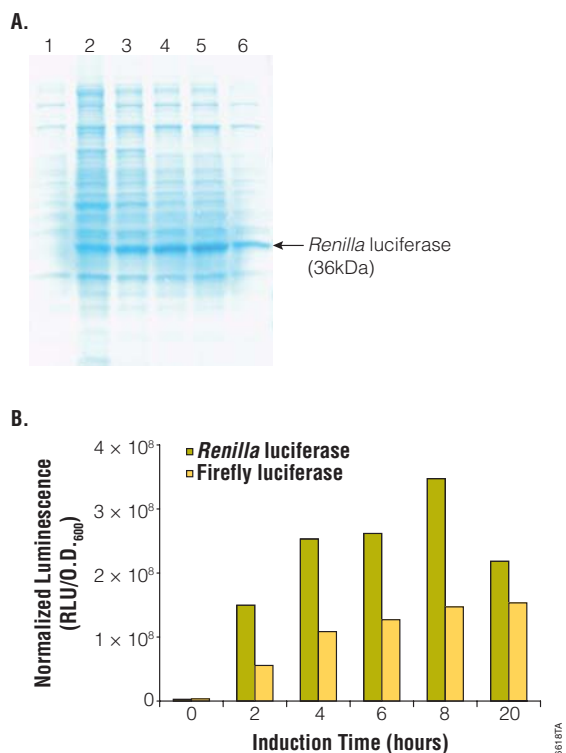 A.
1 2 3 4 5 6
Renilla luciferase
(36kDa)
B.
Normalized Luminescence
(RLU/O.D.₆₀₀)
4 × 10⁸
3 × 10⁸
2 × 10⁸
1 × 10⁸
0
Renilla luciferase
Firefly luciferase
0 2 4 6 8 20
Induction Time (hours)
6618TA